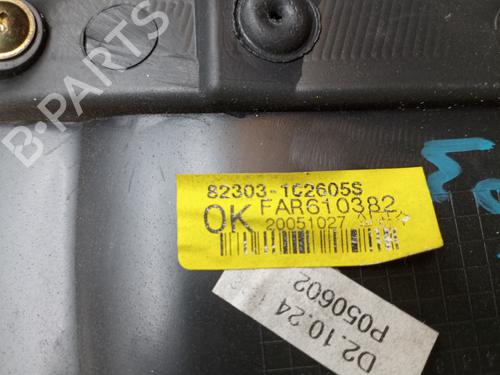 B-PARTS
82303-1C2605S
OK FAR610382
20051027
D2.10.24
P050602